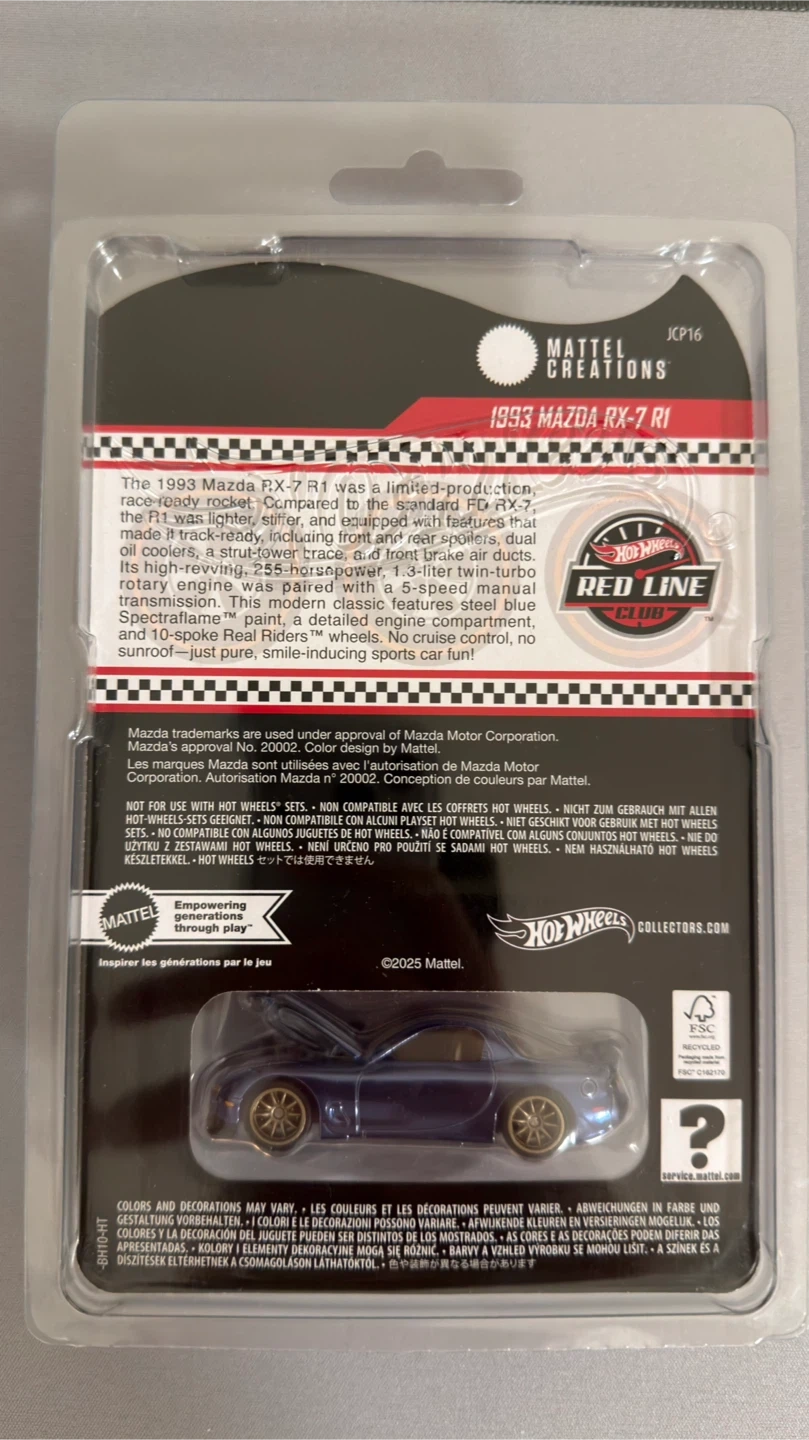 JCP16
MATTEL
CREATIONS
1993 MAZDA RX-7 R1
The 1993 Mazda RX-7 R1 was a limited-production,
race-ready rocket. Compared to the standard FD RX-7,
the R1 was lighter, stiffer, and equipped with features that
made it track-ready, including front and rear spoilers, dual
oil coolers, a strut-tower brace, and front brake air ducts.
Its high-revving, 255-horsepower, 1.3-liter twin-turbo
rotary engine was paired with a 5-speed manual
transmission. This modern classic features steel blue
Spectraflame™ paint, a detailed engine compartment,
and 10-spoke Real Riders™ wheels. No cruise control, no
sunroof—just pure, smile-inducing sports car fun!
HOT WHEELS
RED LINE
CLUB™
Mazda trademarks are used under approval of Mazda Motor Corporation.
Mazda's approval No. 20002. Color design by Mattel.
Les marques Mazda sont utilisées avec l'autorisation de Mazda Motor
Corporation. Autorisation Mazda n° 20002. Conception de couleurs par Mattel.
NOT FOR USE WITH HOT WHEELS® SETS. • NON COMPATIBLE AVEC LES COFFRETS HOT WHEELS. • NICHT ZUM GEBRAUCH MIT ALLEN
HOT-WHEELS-SETS GEEIGNET. • NON COMPATIBILE CON ALCUNI PLAYSET HOT WHEELS. • NIET GESCHIKT VOOR GEBRUIK MET HOT WHEELS
SETS. • NO COMPATIBLE CON ALGUNOS JUGUETES DE HOT WHEELS. • NÃO É COMPATÍVEL COM ALGUNS CONJUNTOS HOT WHEELS. • NIE DO
UŻYTKU Z ZESTAWAMI HOT WHEELS. • NENÍ URČENO PRO POUŽITÍ SE SADAMI HOT WHEELS. • NEM HASZNÁLHATÓ HOT WHEELS
KÉSZLETEKKEL. • HOT WHEELS セットでは使用できません
MATTEL
Empowering
generations
through play™
Inspirer les générations par le jeu
HOT WHEELS COLLECTORS.COM
©2025 Mattel.
FSC
www.fsc.org
RECYCLED
Packaging made from
recycled material
FSC® C162170
?
service.mattel.com
-BH10-HT
COLORS AND DECORATIONS MAY VARY. • LES COULEURS ET LES DÉCORATIONS PEUVENT VARIER. • ABWEICHUNGEN IN FARBE UND
GESTALTUNG VORBEHALTEN. • I COLORI E LE DECORAZIONI POSSONO VARIARE. • AFWIJKENDE KLEUREN EN VERSIERINGEN MOGELIJK. • LOS
COLORES Y LA DECORACIÓN DEL JUGUETE PUEDEN SER DISTINTOS DE LOS MOSTRADOS. • AS CORES E AS DECORAÇÕES PODEM DIFERIR DAS
APRESENTADAS. • KOLORY I ELEMENTY DEKORACYJNE MOGĄ SIĘ RÓŻNIĆ. • BARVY A VZHLED VÝROBKU SE MOHOU LIŠIT. • A SZÍNEK ÉS A
DÍSZÍTÉSEK ELTÉRHETNEK A CSOMAGOLÁSON LÁTHATÓKTÓL. • 色や装飾が異なる場合があります